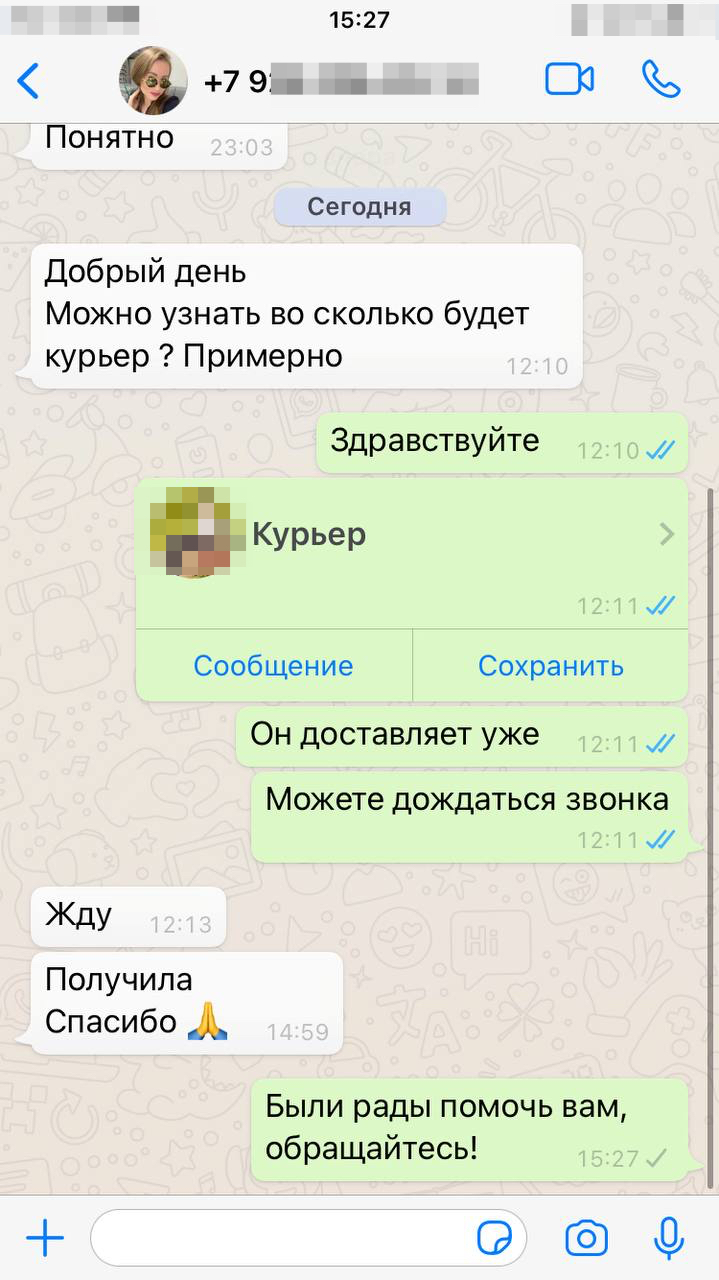 15:27
+7 9
Понятно 23:03
Сегодня
Добрый день
Можно узнать во сколько будет
курьер ? Примерно 12:10
Здравствуйте 12:10
Курьер
12:11
Сообщение Сохранить
Он доставляет уже 12:11
Можете дождаться звонка
12:11
Жду 12:13
Получила
Спасибо 🙏 14:59
Были рады помочь вам,
обращайтесь! 15:27